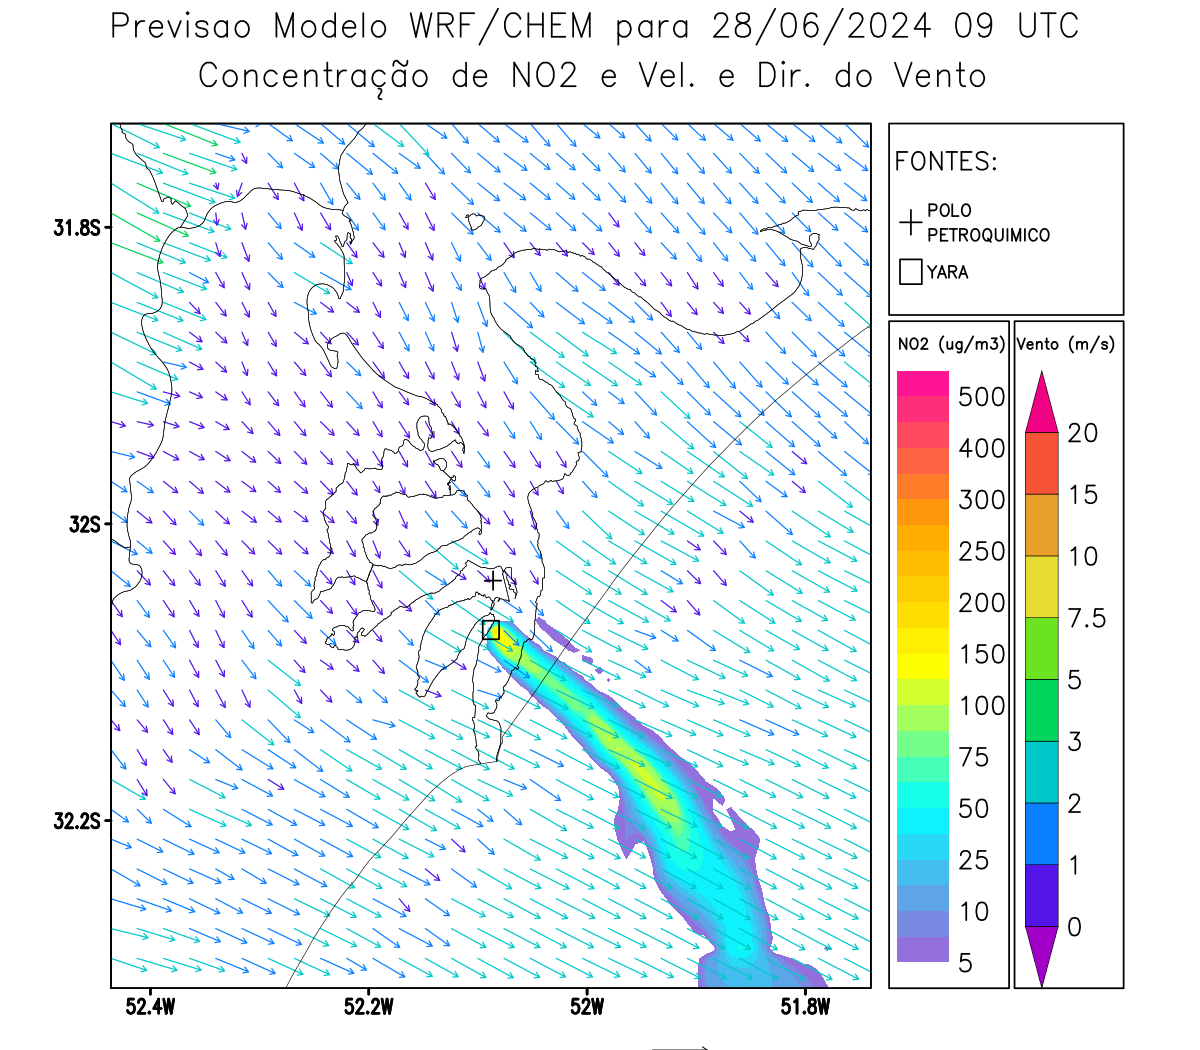 Previsao Modelo WRF/CHEM para 28/06/2024 09 UTC
Concentração de NO2 e Vel. e Dir. do Vento
FONTES:
POLO
PETROQUIMICO
YARA
31.8S
32S
32.2S
52.4W
52.2W
52W
51.8W
NO2 (ug/m3)
500
400
300
250
200
150
100
75
50
25
10
5
Vento (m/s)
20
15
10
7.5
5
3
2
1
0